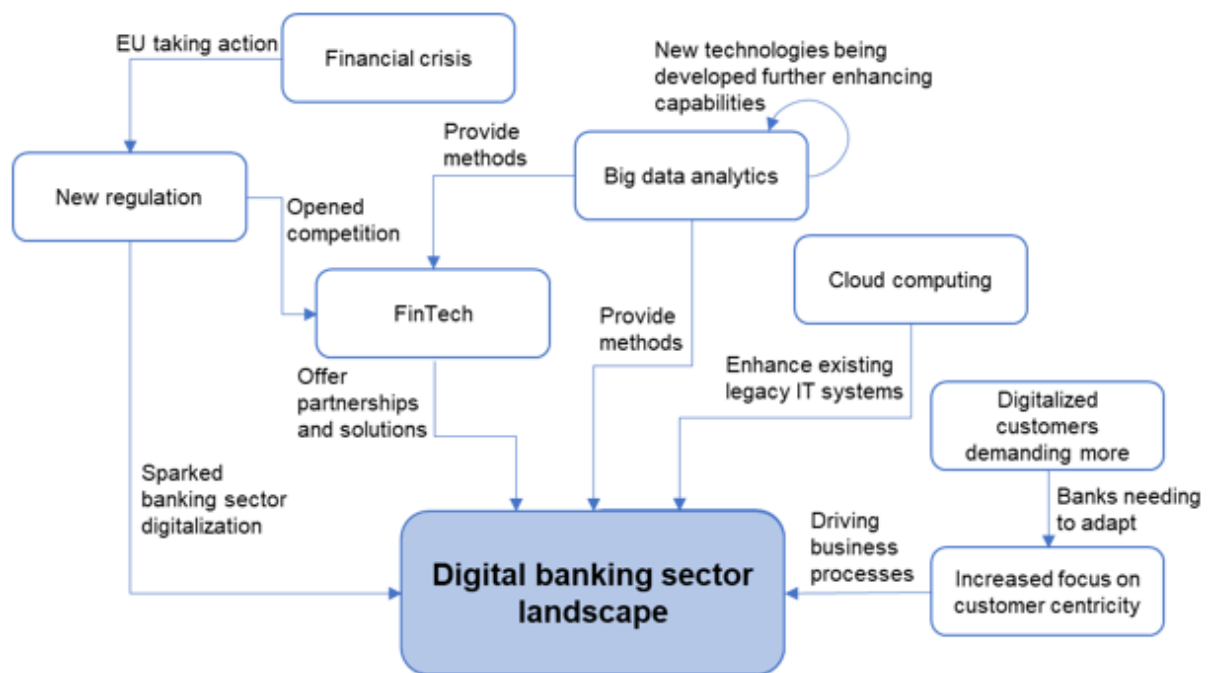 EU taking action
Financial crisis
New technologies being
developed further enhancing
capabilities
Provide
methods
Big data analytics
New regulation
Opened
competition
Cloud computing
FinTech
Provide
methods
Offer
partnerships
and solutions
Enhance existing
legacy IT systems
Digitalized
customers
demanding more
Sparked
banking sector
digitalization
Banks needing
to adapt
Driving
business
processes
Digital banking sector
landscape
Increased focus on
customer centricity